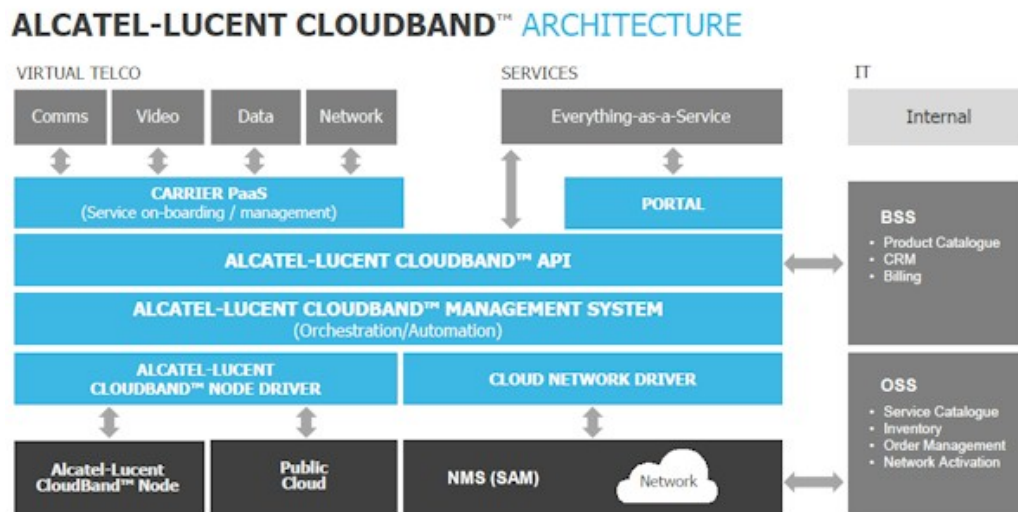 ALCATEL-LUCENT CLOUDBAND™ ARCHITECTURE
VIRTUAL TELCO
SERVICES
IT
Comms
Video
Data
Network
Everything-as-a-Service
Internal
CARRIER PaaS
(Service on-boarding / management)
PORTAL
BSS
• Product Catalogue
• CRM
• Billing
ALCATEL-LUCENT CLOUDBAND™ API
ALCATEL-LUCENT CLOUDBAND™ MANAGEMENT SYSTEM
(Orchestration/Automation)
ALCATEL-LUCENT
CLOUDBAND™ NODE DRIVER
CLOUD NETWORK DRIVER
OSS
• Service Catalogue
• Inventory
• Order Management
• Network Activation
Alcatel-Lucent
CloudBand™ Node
Public
Cloud
NMS (SAM)
Network